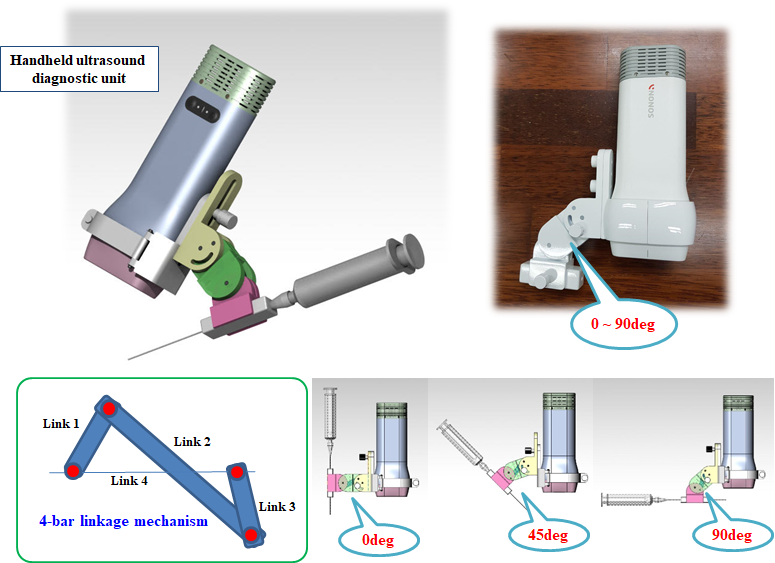 Handheld ultrasound
diagnostic unit
SONON
0 ~ 90deg
Link 1
Link 2
Link 4
Link 3
4-bar linkage mechanism
0deg
45deg
90deg